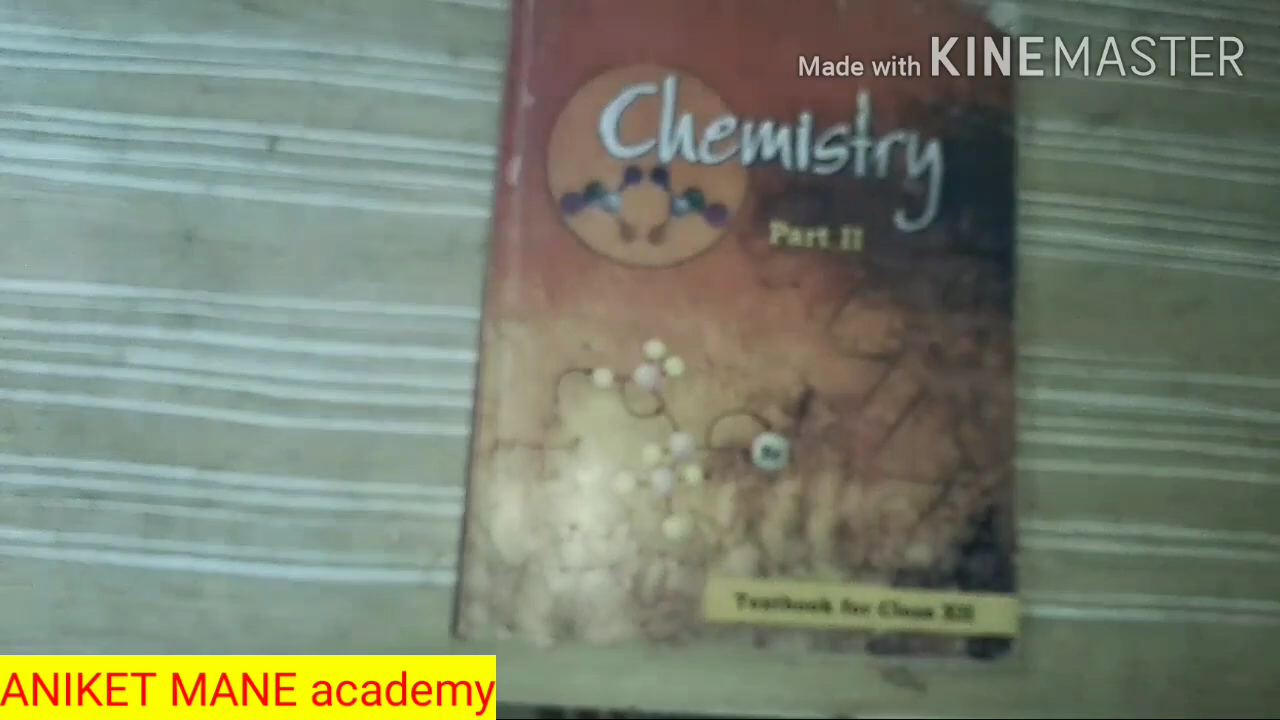 Made with KINEMASTER
Chemistry
Part II
Textbook for Class XII
ANIKET MANE academy